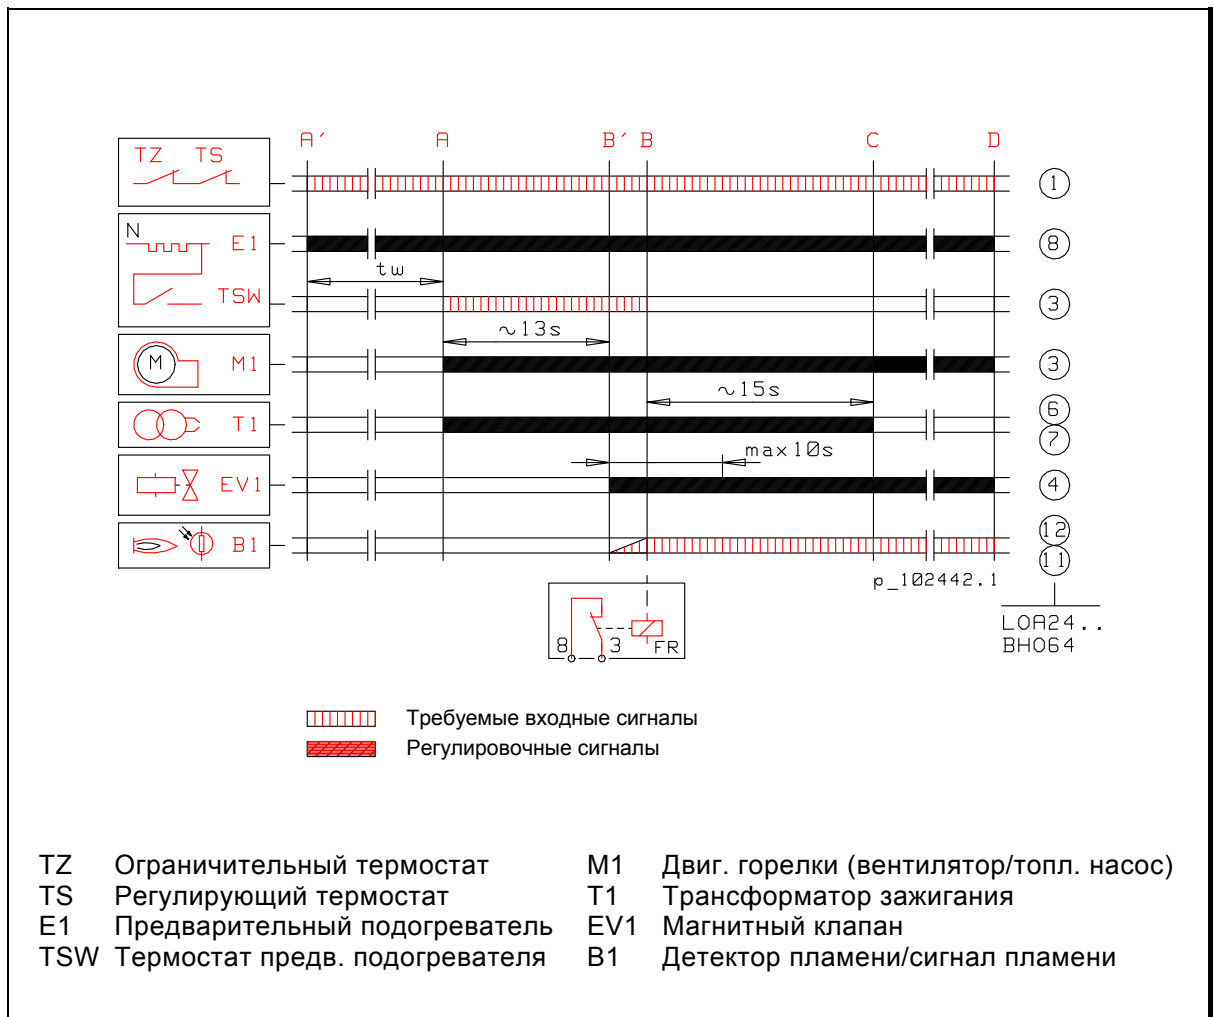 A´ A B´ B C D
TZ TS
1
N
E1
8
tw
TSW
3
~13s
M
M1
3
~15s
T1
6
7
max10s
EV1
4
B1
12
11
p_102442.1
8 3 FR
LOA24..
BHO64
Требуемые входные сигналы
Регулировочные сигналы
TZ Ограничительный термостат
TS Регулирующий термостат
E1 Предварительный подогреватель
TSW Термостат предв. подогревателя
M1 Двиг. горелки (вентилятор/топл. насос)
T1 Трансформатор зажигания
EV1 Магнитный клапан
B1 Детектор пламени/сигнал пламени